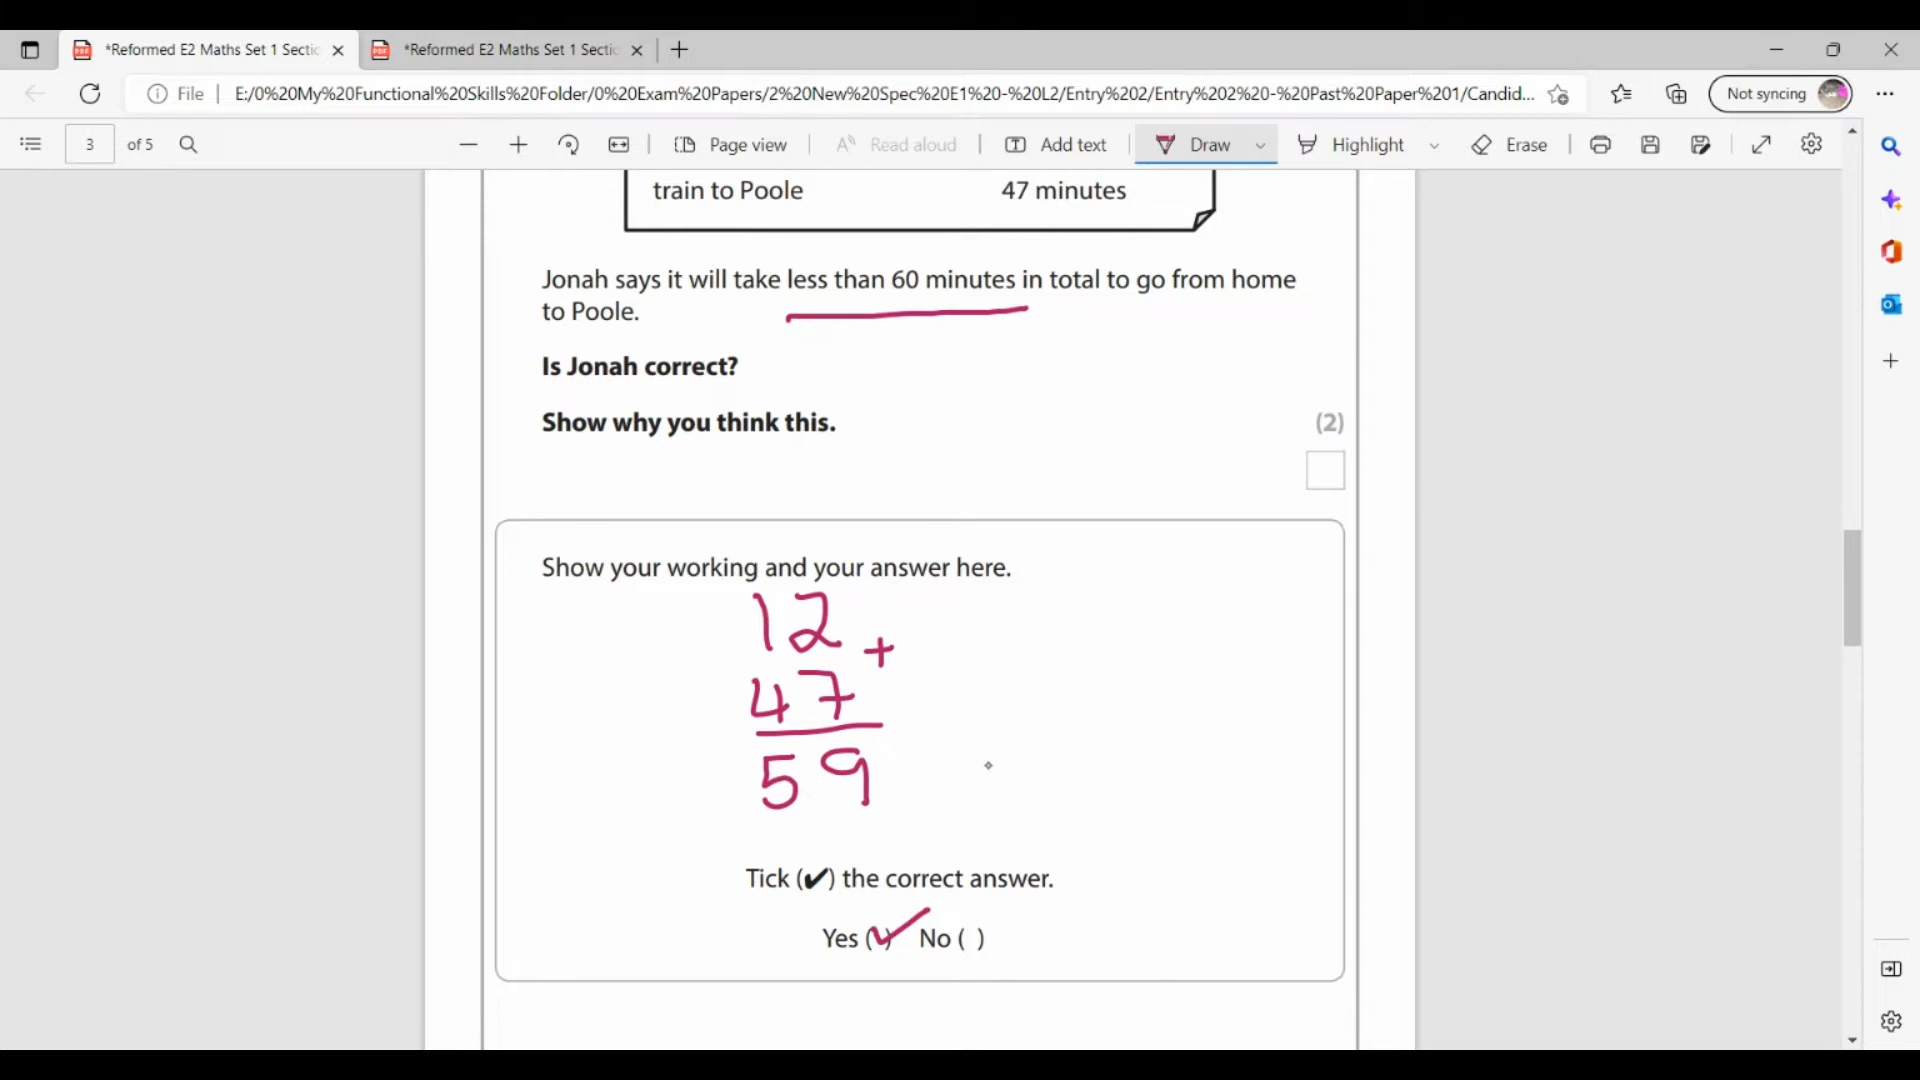 *Reformed E2 Maths Set 1 Sectio
*Reformed E2 Maths Set 1 Sectio
File
E:/0%20My%20Functional%20Skills%20Folder/0%20Exam%20Papers/2%20New%20Spec%20E1%20-%20L2/Entry%202/Entry%202%20-%20Past%20Paper%201/Candid...
Not syncing
3 of 5
Page view
Read aloud
Add text
Draw
Highlight
Erase
train to Poole 47 minutes
Jonah says it will take less than 60 minutes in total to go from home
to Poole.
Is Jonah correct?
Show why you think this. (2)
Show your working and your answer here.
12 +
47
59
Tick (✔) the correct answer.
Yes (✓) No ( )